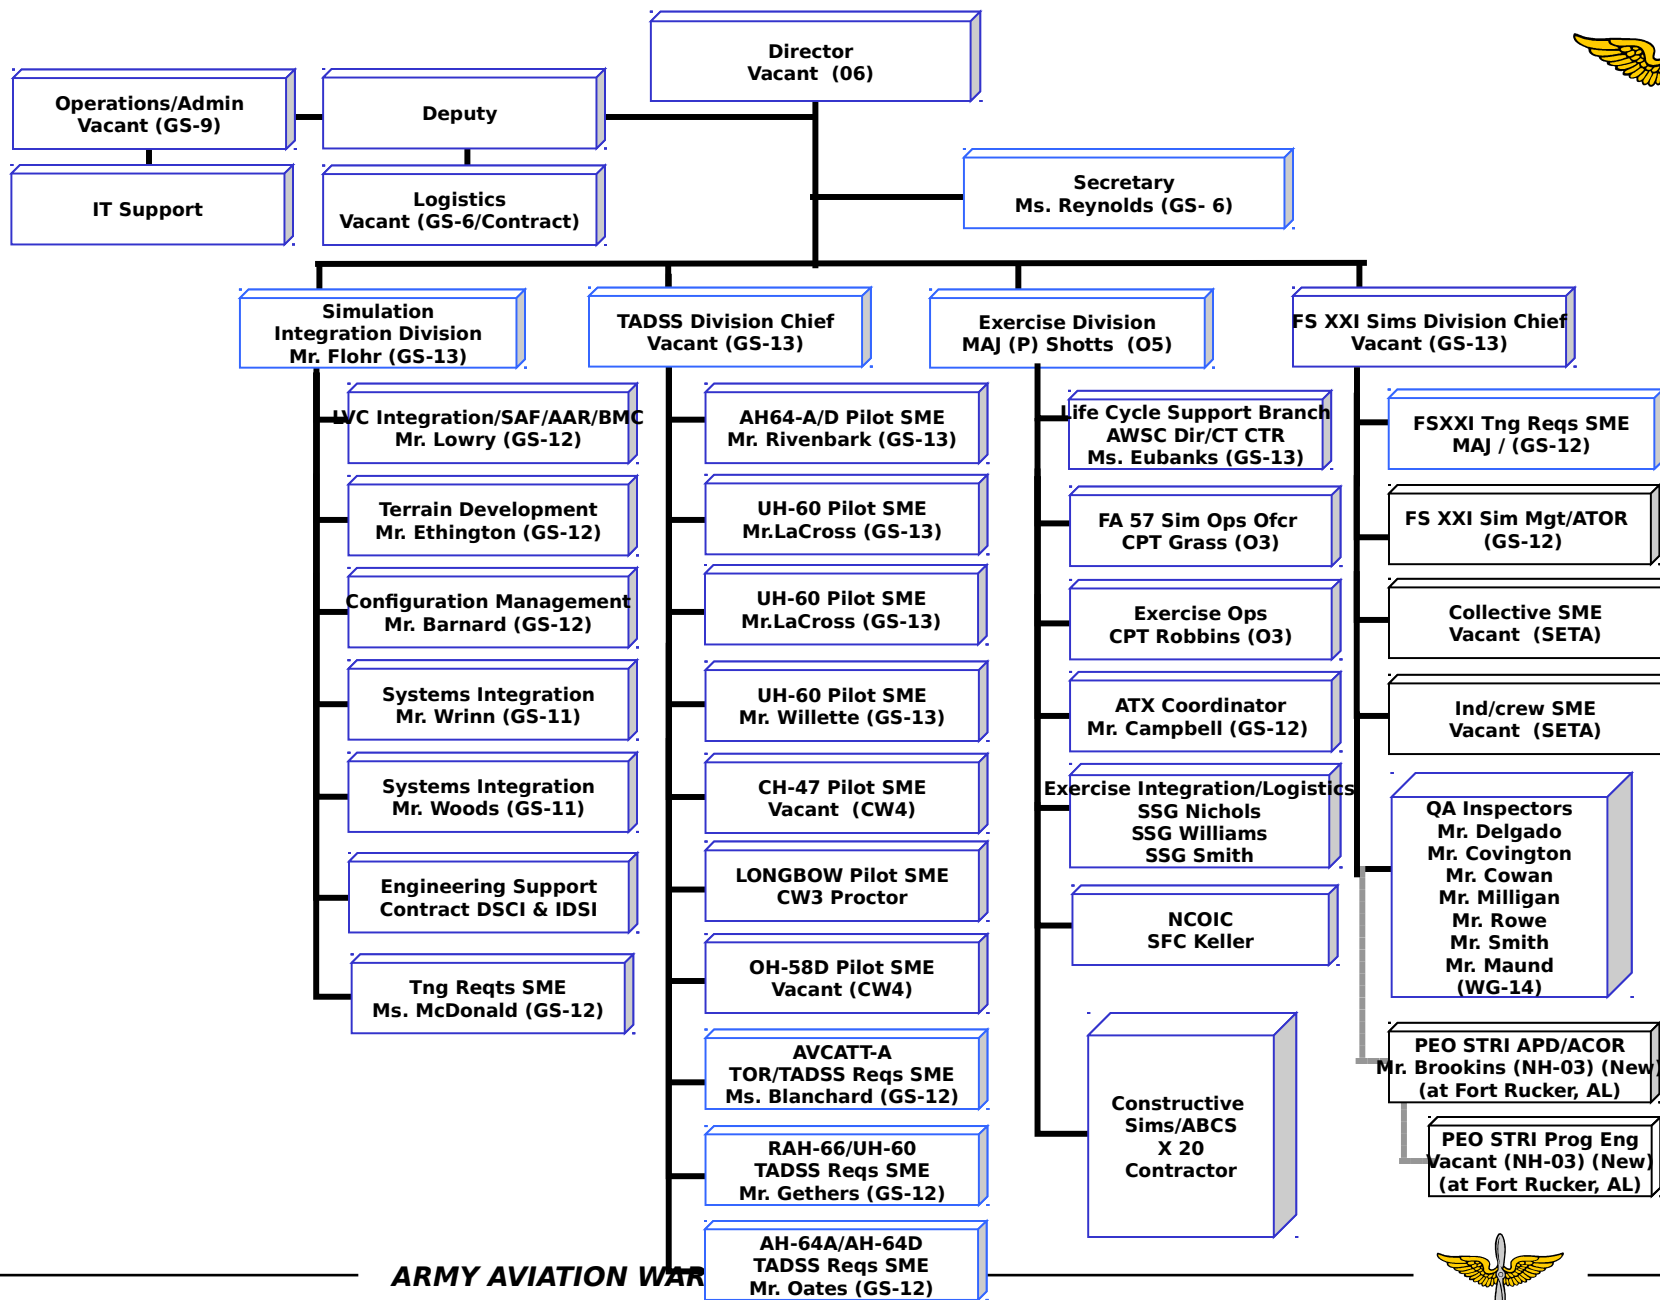 Director
Vacant (06)
Operations/Admin
Vacant (GS-9)
Deputy
IT Support
Logistics
Vacant (GS-6/Contract)
Secretary
Ms. Reynolds (GS- 6)
Simulation
Integration Division
Mr. Flohr (GS-13)
LVC Integration/SAF/AAR/BMC
Mr. Lowry (GS-12)
Terrain Development
Mr. Ethington (GS-12)
Configuration Management
Mr. Barnard (GS-12)
Systems Integration
Mr. Wrinn (GS-11)
Systems Integration
Mr. Woods (GS-11)
Engineering Support
Contract DSCI & IDSI
Tng Reqts SME
Ms. McDonald (GS-12)
TADSS Division Chief
Vacant (GS-13)
AH64-A/D Pilot SME
Mr. Rivenbark (GS-13)
UH-60 Pilot SME
Mr.LaCross (GS-13)
UH-60 Pilot SME
Mr.LaCross (GS-13)
UH-60 Pilot SME
Mr. Willette (GS-13)
CH-47 Pilot SME
Vacant (CW4)
LONGBOW Pilot SME
CW3 Proctor
OH-58D Pilot SME
Vacant (CW4)
AVCATT-A
TOR/TADSS Reqs SME
Ms. Blanchard (GS-12)
RAH-66/UH-60
TADSS Reqs SME
Mr. Gethers (GS-12)
AH-64A/AH-64D
TADSS Reqs SME
Mr. Oates (GS-12)
Exercise Division
MAJ (P) Shotts (O5)
Life Cycle Support Branch
AWSC Dir/CT CTR
Ms. Eubanks (GS-13)
FA 57 Sim Ops Ofcr
CPT Grass (O3)
Exercise Ops
CPT Robbins (O3)
ATX Coordinator
Mr. Campbell (GS-12)
Exercise Integration/Logistics
SSG Nichols
SSG Williams
SSG Smith
NCOIC
SFC Keller
Constructive
Sims/ABCS
X 20
Contractor
FS XXI Sims Division Chief
Vacant (GS-13)
FSXXI Tng Reqs SME
MAJ / (GS-12)
FS XXI Sim Mgt/ATOR
(GS-12)
Collective SME
Vacant (SETA)
Ind/crew SME
Vacant (SETA)
QA Inspectors
Mr. Delgado
Mr. Covington
Mr. Cowan
Mr. Milligan
Mr. Rowe
Mr. Smith
Mr. Maund
(WG-14)
PEO STRI APD/ACOR
Mr. Brookins (NH-03) (New)
(at Fort Rucker, AL)
PEO STRI Prog Eng
Vacant (NH-03) (New)
(at Fort Rucker, AL)
ARMY AVIATION WAR